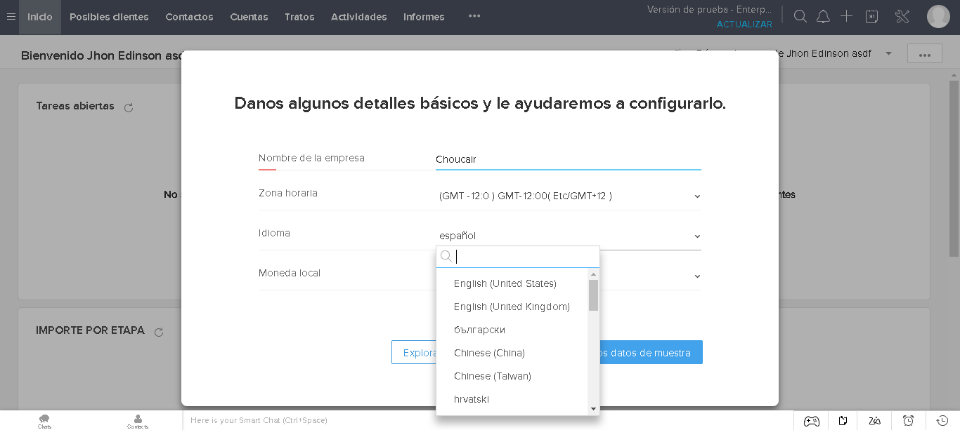 Inicio Posibles clientes Contactos Cuentas Tratos Actividades Informes ••• Versión de prueba - Enterp...
ACTUALIZAR
Bienvenido Jhon Edinson asd Jhon Edinson asdf •••
Danos algunos detalles básicos y le ayudaremos a configurarlo.
Tareas abiertas
Nombre de la empresa Choucair
Zona horaria (GMT -12:0 ) GMT-12:00( Etc/GMT+12 )
No
Idioma español
Moneda local
English (United States)
English (United Kingdom)
български
IMPORTE POR ETAPA
Chinese (China)
datos de muestra
Chinese (Taiwan)
hrvatski
Chats Contacts Here is your Smart Chat (Ctrl+Space)